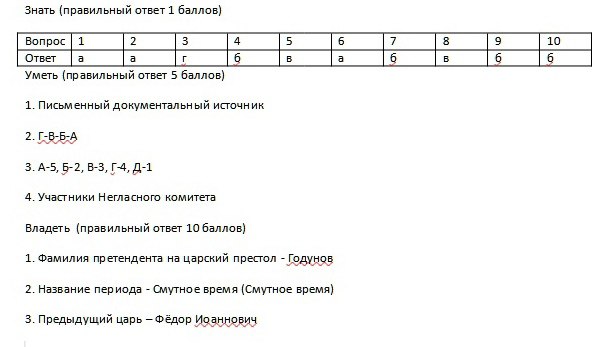 Знать (правильный ответ 1 баллов)
Вопрос 1 2 3 4 5 6 7 8 9 10
Ответ а а г б в а б в б б
Уметь (правильный ответ 5 баллов)
1. Письменный документальный источник
2. Г-В-Б-А
3. А-5, Б-2, В-3, Г-4, Д-1
4. Участники Негласного комитета
Владеть (правильный ответ 10 баллов)
1. Фамилия претендента на царский престол - Годунов
2. Название периода - Смутное время (Смутное время)
3. Предыдущий царь – Фёдор Иоаннович